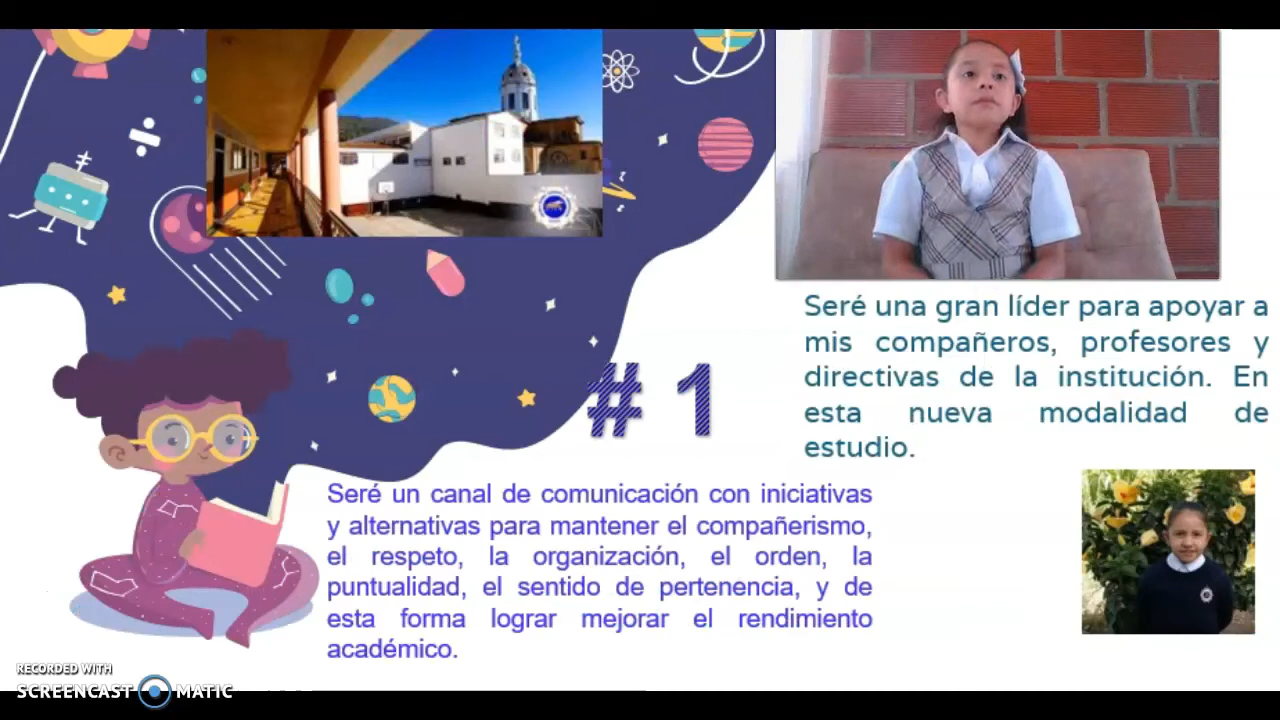 Seré una gran líder para apoyar a
mis compañeros, profesores y
directivas de la institución. En
esta nueva modalidad de
estudio.
# 1
Seré un canal de comunicación con iniciativas
y alternativas para mantener el compañerismo,
el respeto, la organización, el orden, la
puntualidad, el sentido de pertenencia, y de
esta forma lograr mejorar el rendimiento
académico.
RECORDED WITH
SCREENCAST MATIC